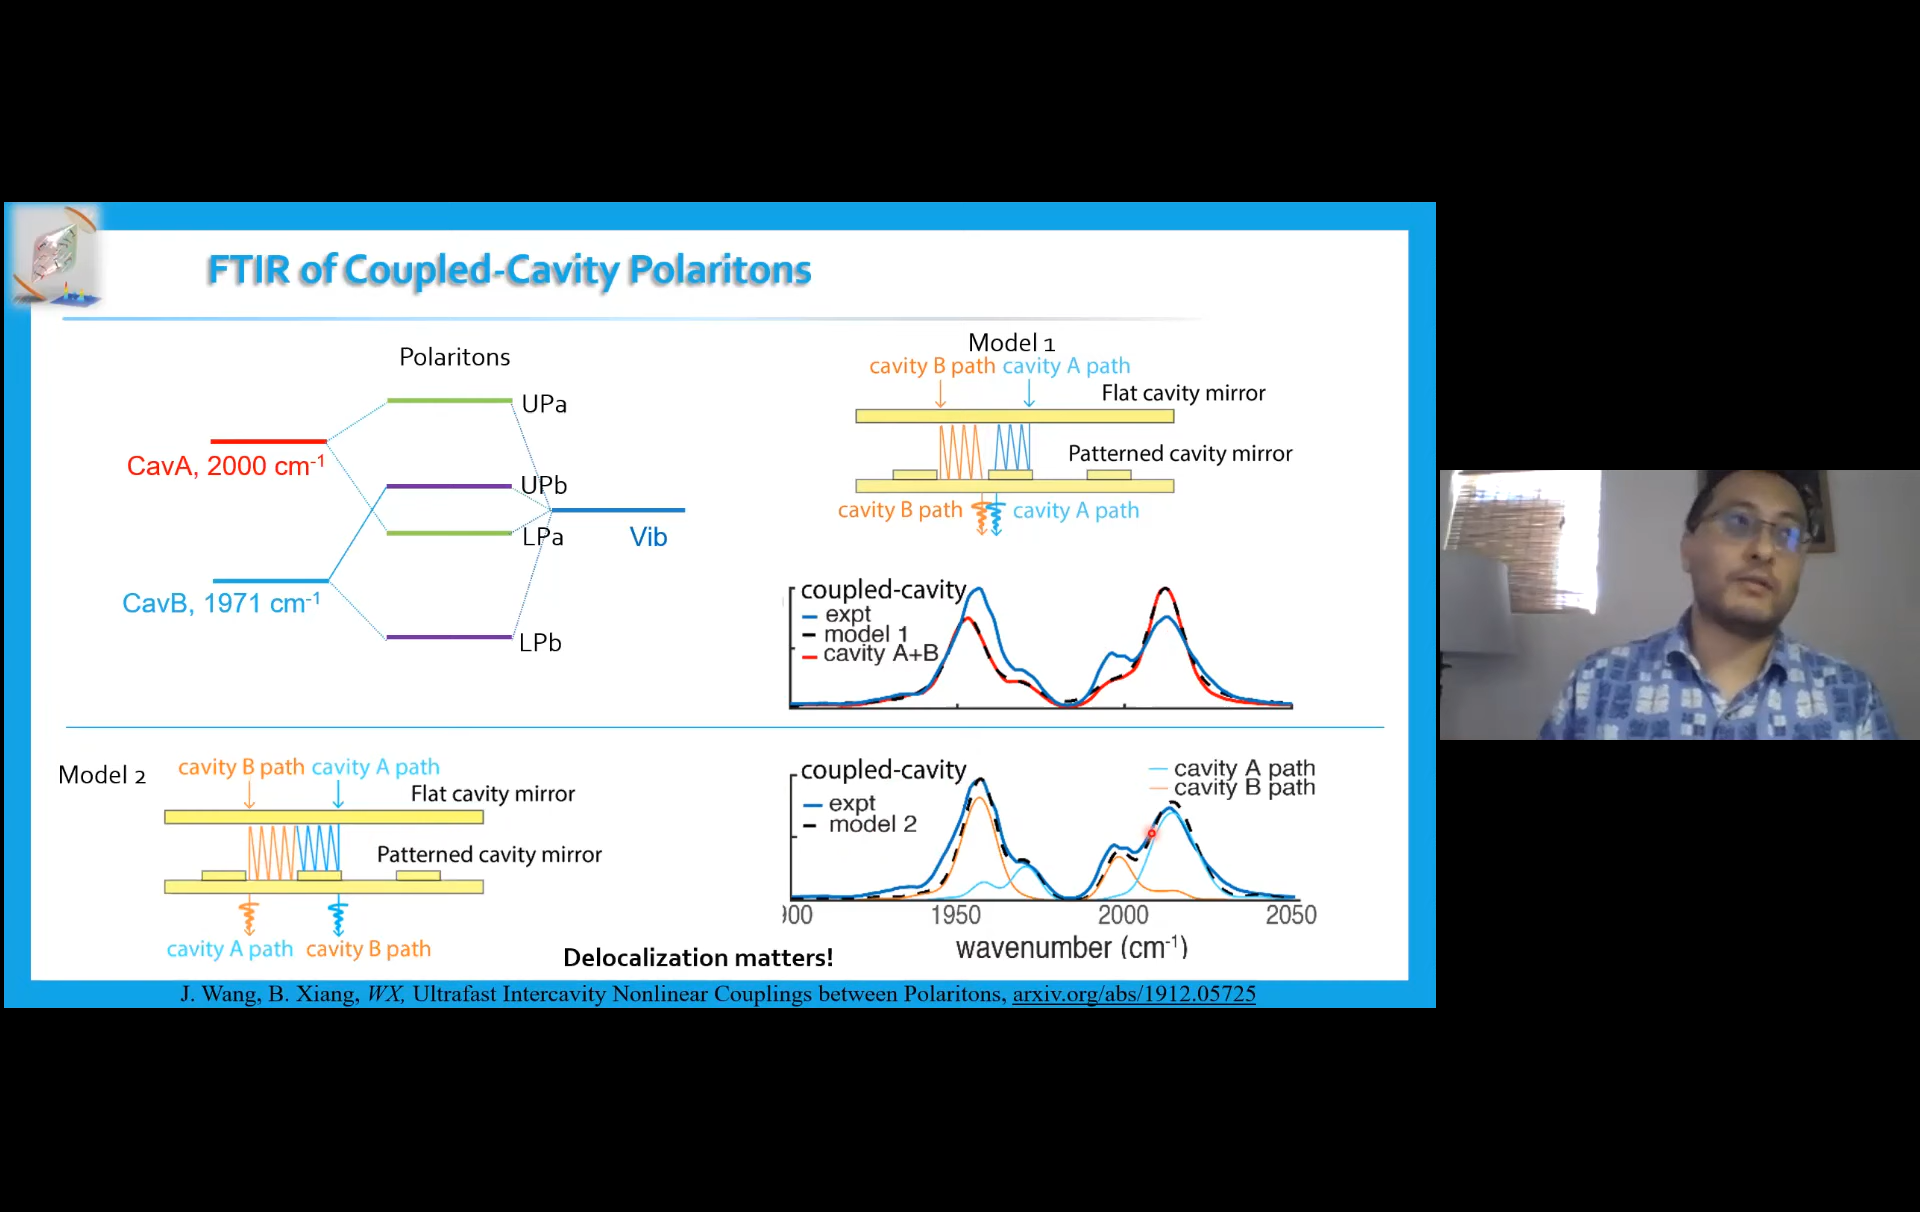 FTIR of Coupled-Cavity Polaritons
Polaritons
UPa
CavA, 2000 cm⁻¹
UPb
LPa
Vib
CavB, 1971 cm⁻¹
LPb
Model 1
cavity B path cavity A path
Flat cavity mirror
Patterned cavity mirror
cavity B path cavity A path
coupled-cavity
expt
model 1
cavity A+B
Model 2
cavity B path cavity A path
Flat cavity mirror
Patterned cavity mirror
cavity A path cavity B path
coupled-cavity
expt
model 2
cavity A path
cavity B path
1950 2000 2050
wavenumber (cm⁻¹)
Delocalization matters!
J. Wang, B. Xiang, WX, Ultrafast Intercavity Nonlinear Couplings between Polaritons, arxiv.org/abs/1912.05725